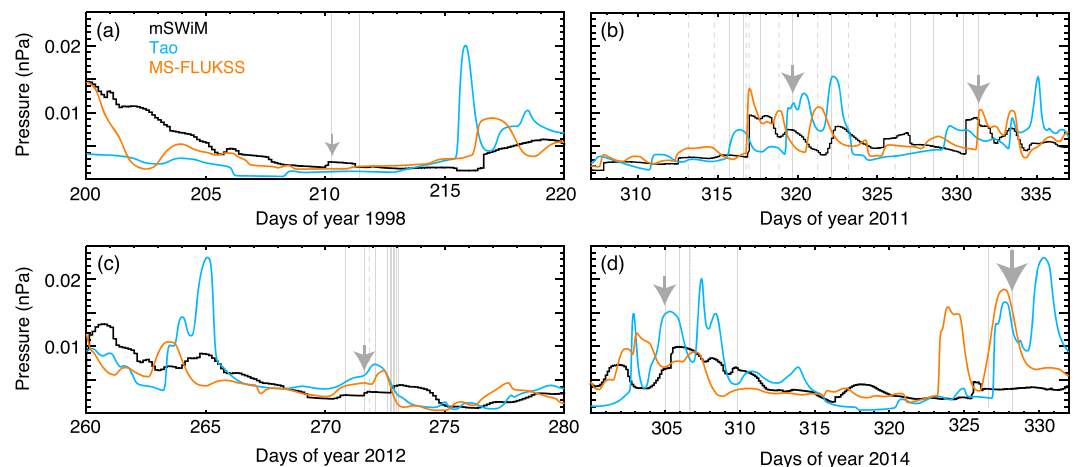 (a) mSWiM
Tao
MS-FLUKSS
Pressure (nPa)
0.02
0.01
200 205 210 215 220
Days of year 1998
(b)
310 315 320 325 330 335
Days of year 2011
(c)
Pressure (nPa)
0.02
0.01
260 265 270 275 280
Days of year 2012
(d)
305 310 315 320 325 330
Days of year 2014